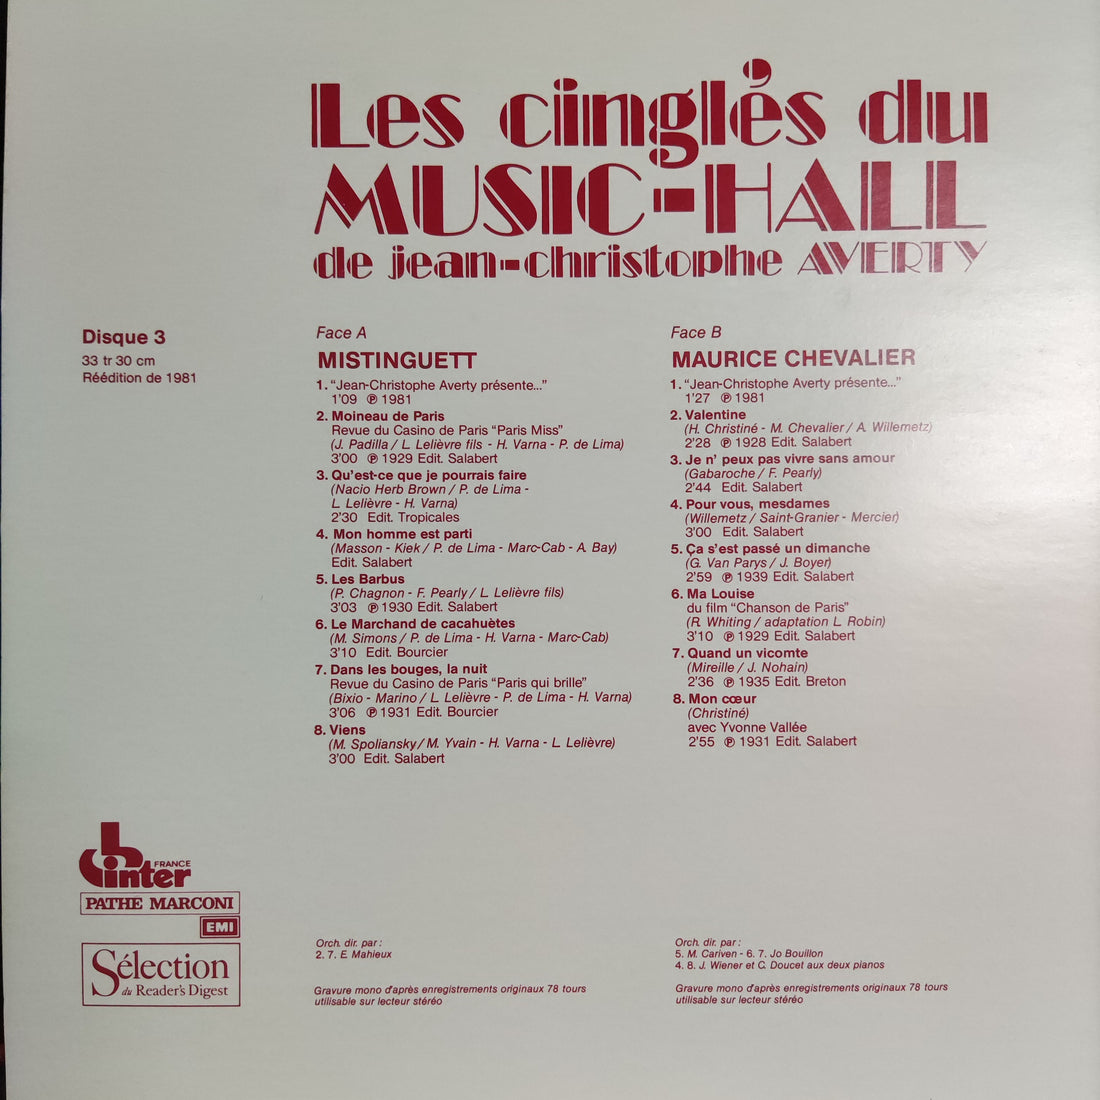 Les cinglés du
MUSIC-HALL
de jean-christophe AVERTY
Disque 3
33 tr 30 cm
Réédition de 1981
Face A
MISTINGUETT
1. "Jean-Christophe Averty présente..."
1'09 ℗ 1981
2. Moineau de Paris
Revue du Casino de Paris "Paris Miss"
(J. Padilla / L. Lelièvre fils - H. Varna - P. de Lima)
3'00 ℗ 1929 Edit. Salabert
3. Qu'est-ce que je pourrais faire
(Nacio Herb Brown / P. de Lima -
L. Lelièvre - H. Varna)
2'30 Edit. Tropicales
4. Mon homme est parti
(Masson - Kiek / P. de Lima - Marc-Cab - A. Bay)
Edit. Salabert
5. Les Barbus
(P. Chagnon - F. Pearly / L. Lelièvre fils)
3'03 ℗ 1930 Edit. Salabert
6. Le Marchand de cacahuètes
(M. Simons / P. de Lima - H. Varna - Marc-Cab)
3'10 Edit. Bourcier
7. Dans les bouges, la nuit
Revue du Casino de Paris "Paris qui brille"
(Bixio - Marino / L. Lelièvre - P. de Lima - H. Varna)
3'06 ℗ 1931 Edit. Bourcier
8. Viens
(M. Spoliansky / M. Yvain - H. Varna - L. Lelièvre)
3'00 Edit. Salabert
Face B
MAURICE CHEVALIER
1. "Jean-Christophe Averty présente..."
1'27 ℗ 1981
2. Valentine
(H. Christiné - M. Chevalier / A. Willemetz)
2'28 ℗ 1928 Edit. Salabert
3. Je n' peux pas vivre sans amour
(Gabaroche / F. Pearly)
2'44 Edit. Salabert
4. Pour vous, mesdames
(Willemetz / Saint-Granier - Mercier)
3'00 Edit. Salabert
5. Ça s'est passé un dimanche
(G. Van Parys / J. Boyer)
2'59 ℗ 1939 Edit. Salabert
6. Ma Louise
du film "Chanson de Paris"
(R. Whiting / adaptation L. Robin)
3'10 ℗ 1929 Edit. Salabert
7. Quand un vicomte
(Mireille / J. Nohain)
2'36 ℗ 1935 Edit. Breton
8. Mon cœur
(Christiné)
avec Yvonne Vallée
2'55 ℗ 1931 Edit. Salabert
FRANCE
inter
PATHE MARCONI
EMI
Sélection
du Reader's Digest
Orch. dir. par :
2. 7. E. Mahieux
Gravure mono d'après enregistrements originaux 78 tours
utilisable sur lecteur stéréo
Orch. dir. par :
5. M. Cariven - 6. 7. Jo Bouillon
4. 8. J. Wiener et C. Doucet aux deux pianos
Gravure mono d'après enregistrements originaux 78 tours
utilisable sur lecteur stéréo